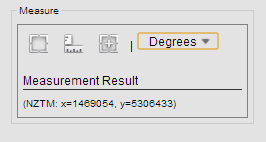 Measure
Degrees
Measurement Result
(NZTM: x=1469054, y=5306433)